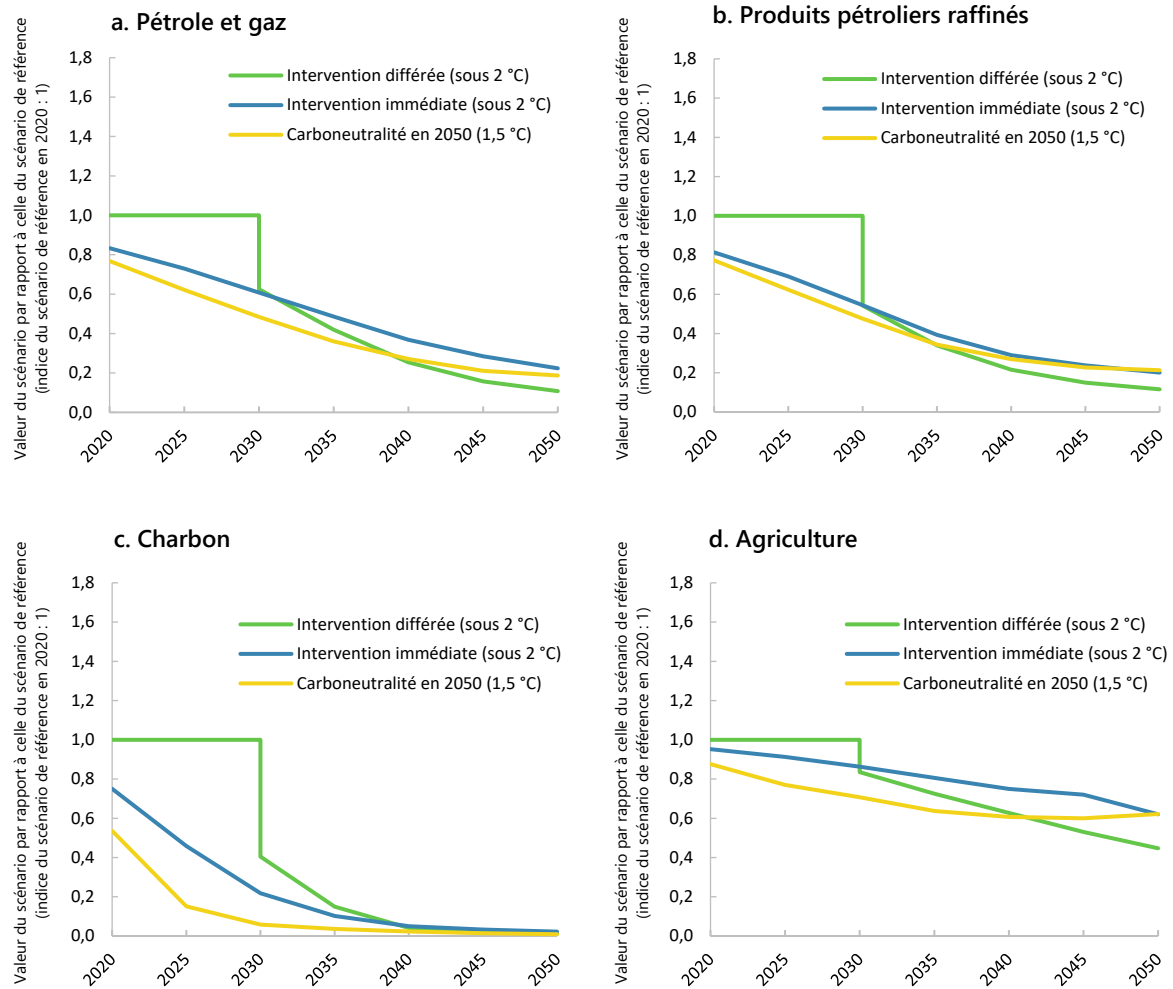 a. Pétrole et gaz
Valeur du scénario par rapport à celle du scénario de référence
(indice du scénario de référence en 2020 : 1)
1,8
1,6
1,4
1,2
1,0
0,8
0,6
0,4
0,2
0,0
Intervention différée (sous 2 °C)
Intervention immédiate (sous 2 °C)
Carboneutralité en 2050 (1,5 °C)
2020
2025
2030
2035
2040
2045
2050
b. Produits pétroliers raffinés
Valeur du scénario par rapport à celle du scénario de référence
(indice du scénario de référence en 2020 : 1)
1,8
1,6
1,4
1,2
1,0
0,8
0,6
0,4
0,2
0,0
Intervention différée (sous 2 °C)
Intervention immédiate (sous 2 °C)
Carboneutralité en 2050 (1,5 °C)
2020
2025
2030
2035
2040
2045
2050
c. Charbon
Valeur du scénario par rapport à celle du scénario de référence
(indice du scénario de référence en 2020 : 1)
1,8
1,6
1,4
1,2
1,0
0,8
0,6
0,4
0,2
0,0
Intervention différée (sous 2 °C)
Intervention immédiate (sous 2 °C)
Carboneutralité en 2050 (1,5 °C)
2020
2025
2030
2035
2040
2045
2050
d. Agriculture
Valeur du scénario par rapport à celle du scénario de référence
(indice du scénario de référence en 2020 : 1)
1,8
1,6
1,4
1,2
1,0
0,8
0,6
0,4
0,2
0,0
Intervention différée (sous 2 °C)
Intervention immédiate (sous 2 °C)
Carboneutralité en 2050 (1,5 °C)
2020
2025
2030
2035
2040
2045
2050